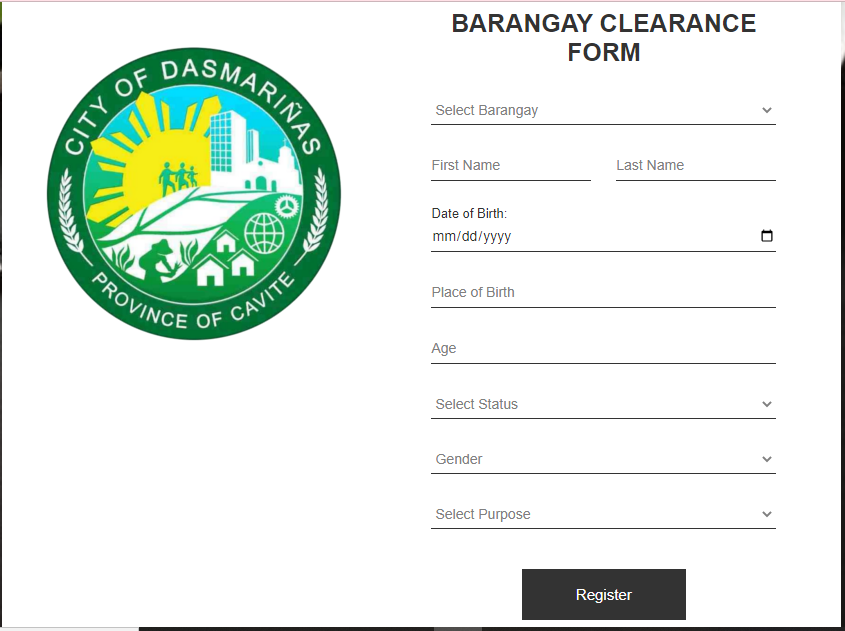 CITY OF DASMARIÑAS
PROVINCE OF CAVITE
BARANGAY CLEARANCE
FORM
Select Barangay
First Name Last Name
Date of Birth:
mm/dd/yyyy
Place of Birth
Age
Select Status
Gender
Select Purpose
Register